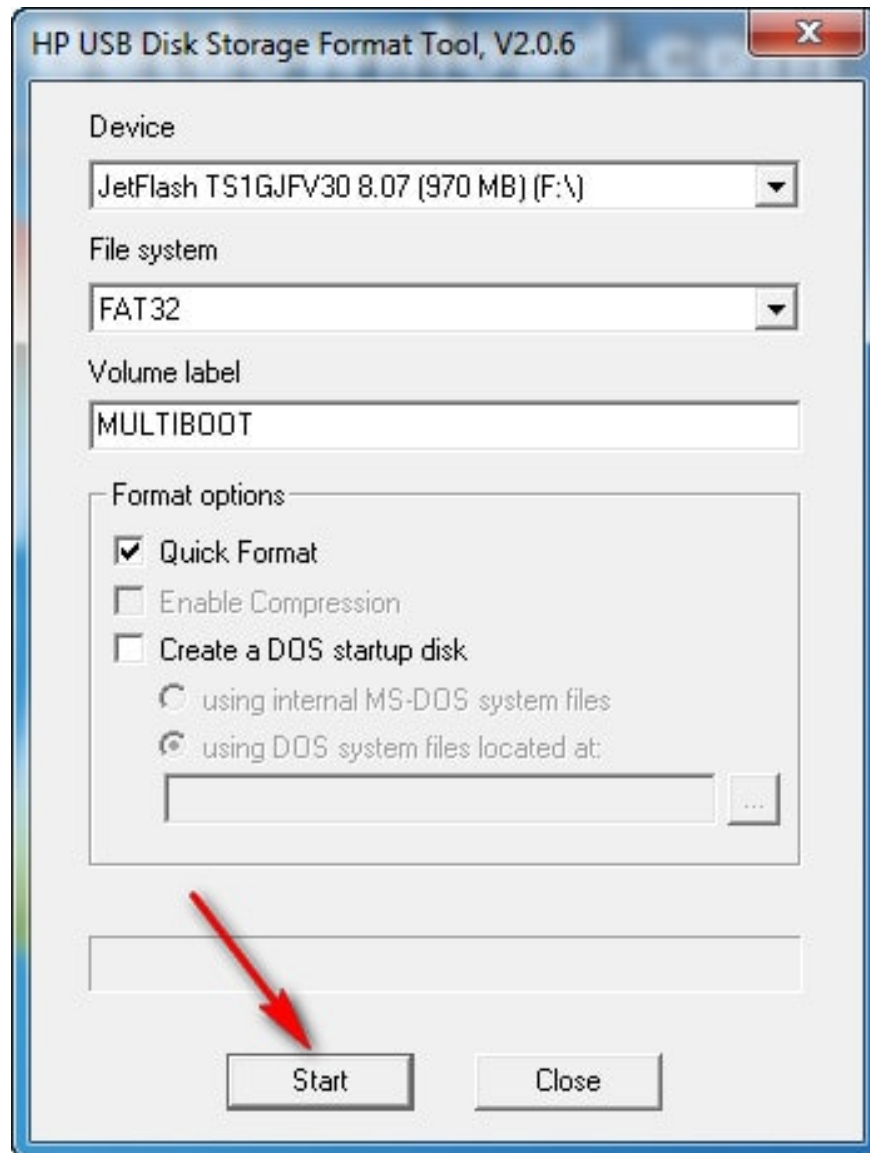 HP USB Disk Storage Format Tool, V2.0.6
Device
JetFlash TS1GJFV30 8.07 (970 MB) (F:\)
File system
FAT32
Volume label
MULTIBOOT
Format options
Quick Format
Enable Compression
Create a DOS startup disk
using internal MS-DOS system files
using DOS system files located at:
...
Start
Close